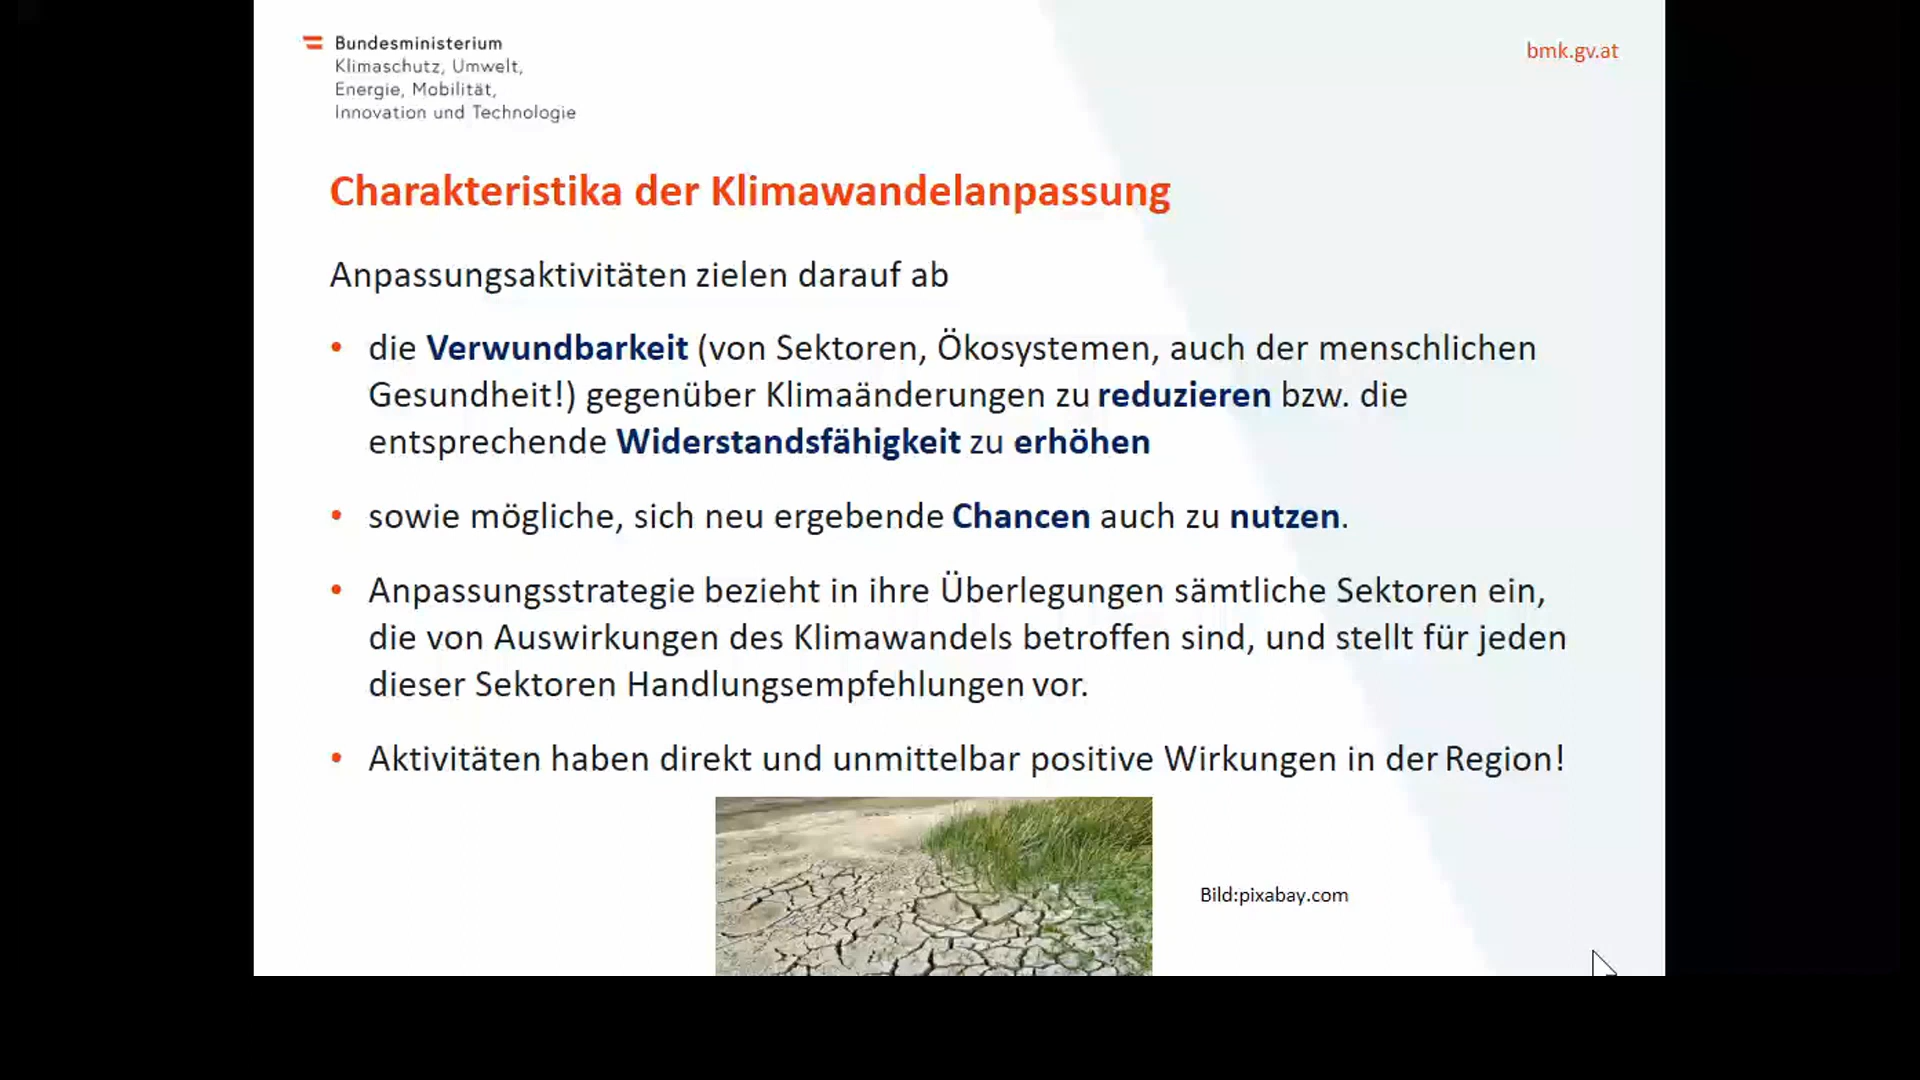 Bundesministerium
Klimaschutz, Umwelt,
Energie, Mobilität,
Innovation und Technologie
bmk.gv.at
Charakteristika der Klimawandelanpassung
Anpassungsaktivitäten zielen darauf ab
• die Verwundbarkeit (von Sektoren, Ökosystemen, auch der menschlichen
Gesundheit!) gegenüber Klimaänderungen zu reduzieren bzw. die
entsprechende Widerstandsfähigkeit zu erhöhen
• sowie mögliche, sich neu ergebende Chancen auch zu nutzen.
• Anpassungsstrategie bezieht in ihre Überlegungen sämtliche Sektoren ein,
die von Auswirkungen des Klimawandels betroffen sind, und stellt für jeden
dieser Sektoren Handlungsempfehlungen vor.
• Aktivitäten haben direkt und unmittelbar positive Wirkungen in der Region!
Bild:pixabay.com